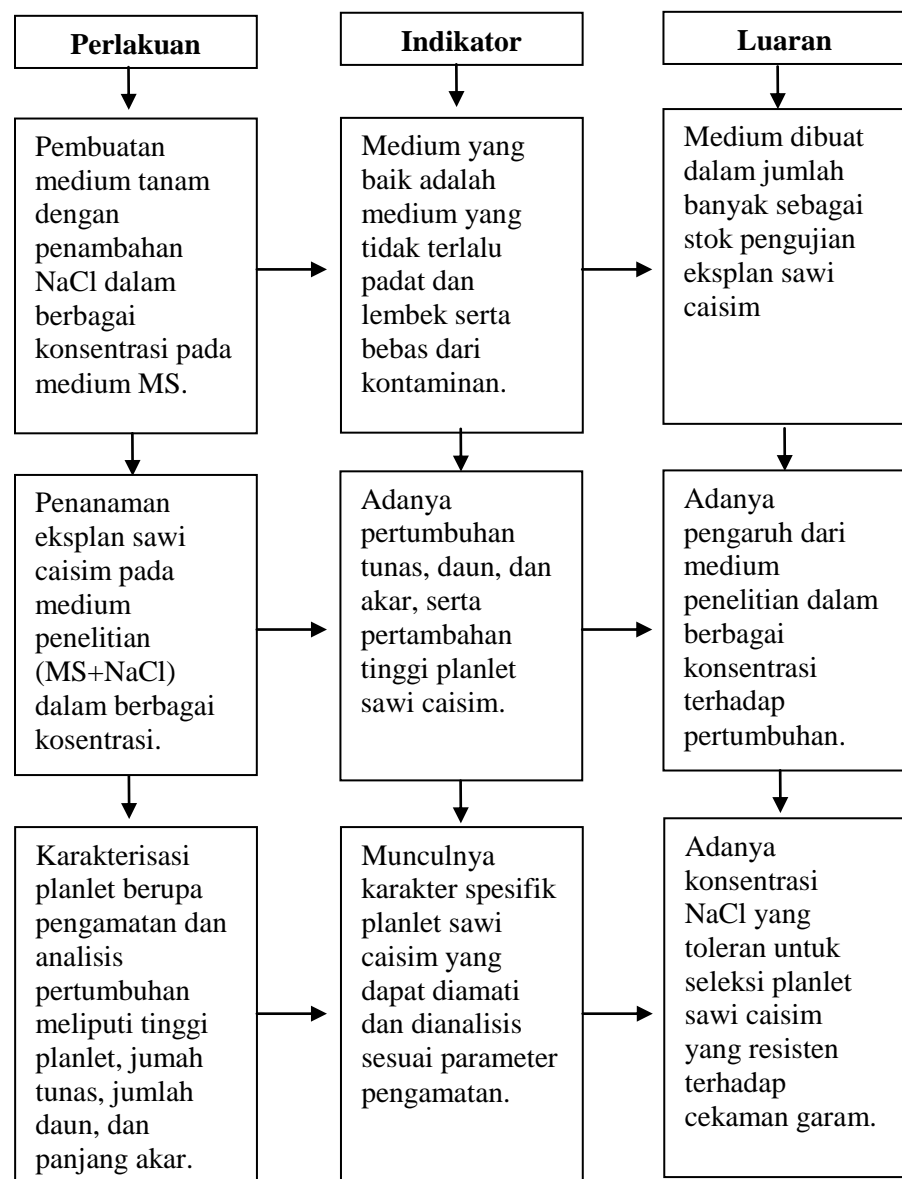 Perlakuan
Indikator
Luaran
Pembuatan
medium tanam
dengan
penambahan
NaCl dalam
berbagai
konsentrasi pada
medium MS.
Medium yang
baik adalah
medium yang
tidak terlalu
padat dan
lembek serta
bebas dari
kontaminan.
Medium dibuat
dalam jumlah
banyak sebagai
stok pengujian
eksplan sawi
caisim
Penanaman
eksplan sawi
caisim pada
medium
penelitian
(MS+NaCl)
dalam berbagai
kosentrasi.
Adanya
pertumbuhan
tunas, daun, dan
akar, serta
pertambahan
tinggi planlet
sawi caisim.
Adanya
pengaruh dari
medium
penelitian dalam
berbagai
konsentrasi
terhadap
pertumbuhan.
Karakterisasi
planlet berupa
pengamatan dan
analisis
pertumbuhan
meliputi tinggi
planlet, jumah
tunas, jumlah
daun, dan
panjang akar.
Munculnya
karakter spesifik
planlet sawi
caisim yang
dapat diamati
dan dianalisis
sesuai parameter
pengamatan.
Adanya
konsentrasi
NaCl yang
toleran untuk
seleksi planlet
sawi caisim
yang resisten
terhadap
cekaman garam.